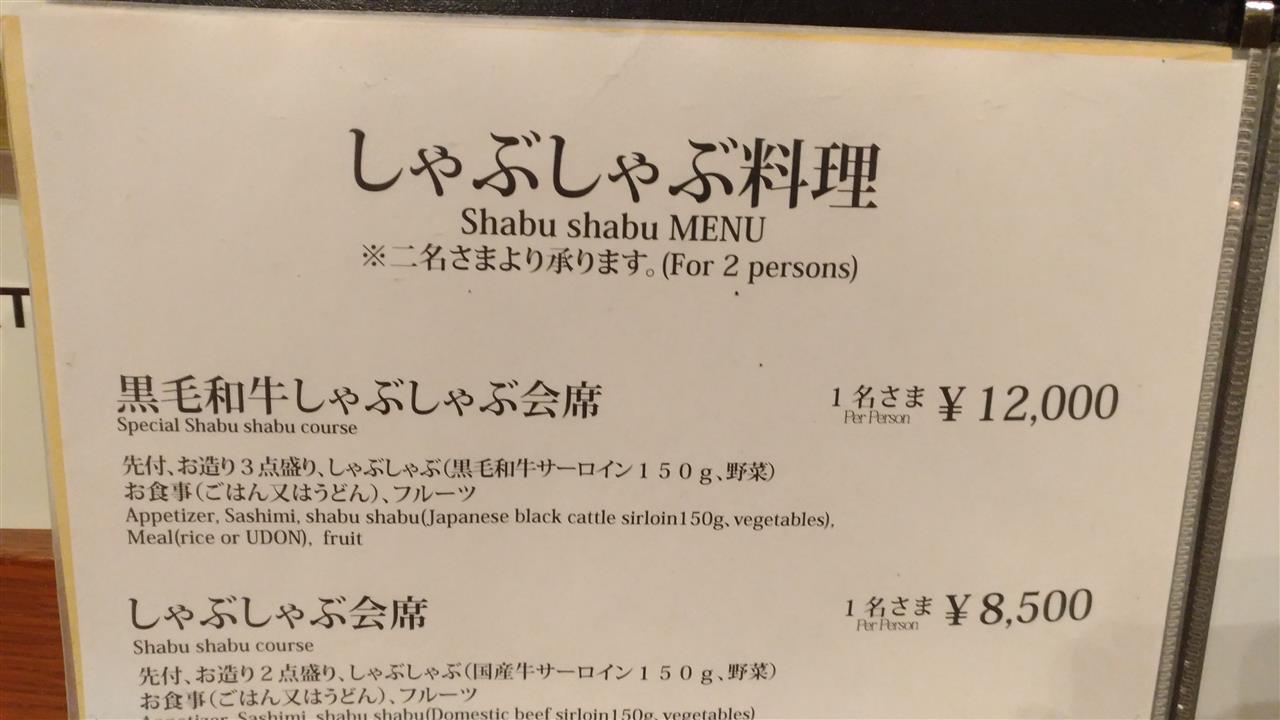 しゃぶしゃぶ料理
Shabu shabu MENU
※二名さまより承ります。(For 2 persons)
黒毛和牛しゃぶしゃぶ会席 1名さま ¥12,000
Special Shabu shabu course Per Person
先付、お造り3点盛り、しゃぶしゃぶ(黒毛和牛サーロイン150g、野菜)
お食事(ごはん又はうどん)、フルーツ
Appetizer, Sashimi, shabu shabu(Japanese black cattle sirloin150g、vegetables),
Meal(rice or UDON), fruit
しゃぶしゃぶ会席 1名さま ¥8,500
Shabu shabu course Per Person
先付、お造り2点盛り、しゃぶしゃぶ(国産牛サーロイン150g、野菜)
お食事(ごはん又はうどん)、フルーツ
Appetizer, Sashimi, shabu shabu(Domestic beef sirloin150g、vegetables)